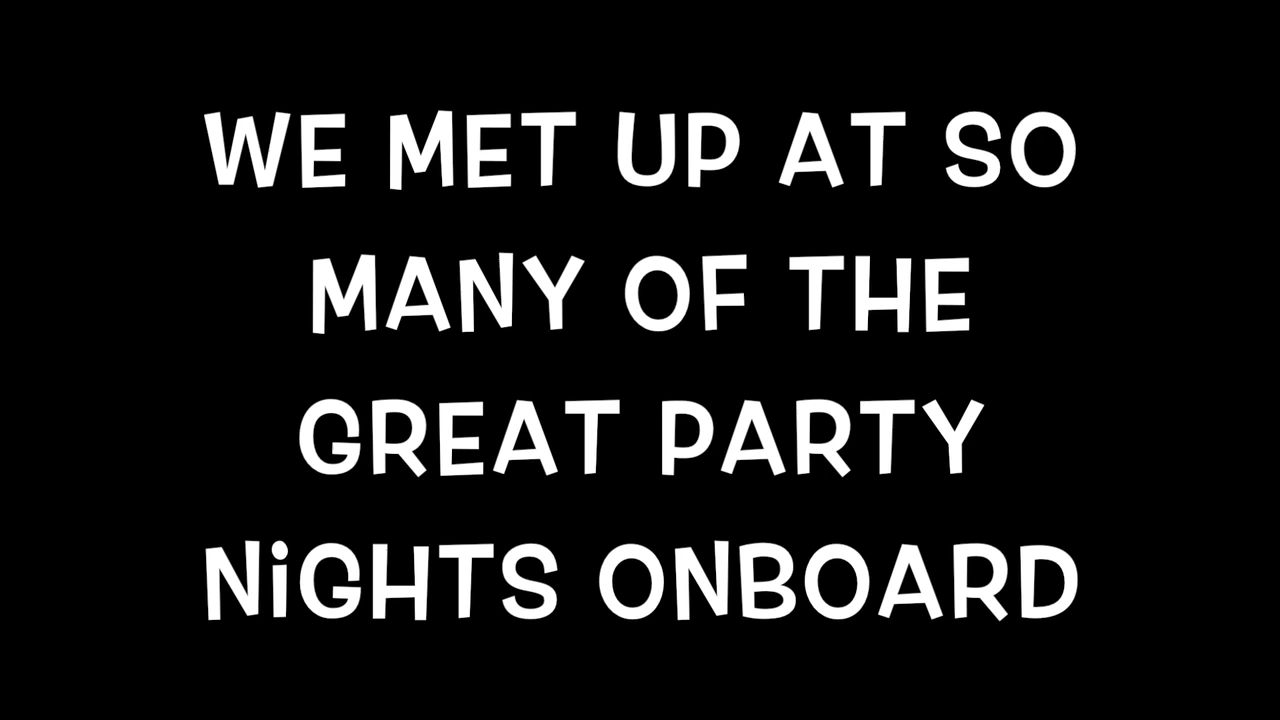 WE MET UP AT SO
MANY OF THE
GREAT PARTY
NiGHTS ONBOARD